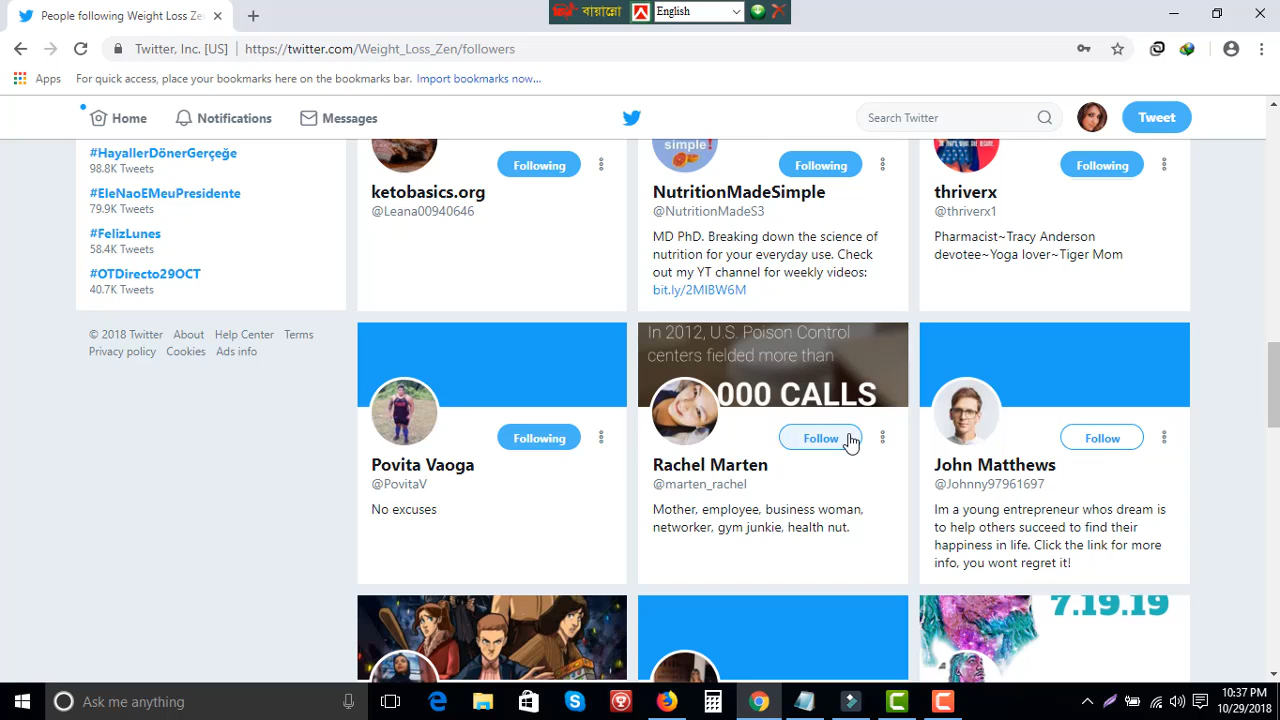 People following Weight Loss Ze
বায়ান্নো
English
Twitter, Inc. [US]
https://twitter.com/Weight_Loss_Zen/followers
Apps
For quick access, place your bookmarks here on the bookmarks bar. Import bookmarks now...
Home
Notifications
Messages
Search Twitter
Tweet
#HayallerDönerGerçeğe
98.8K Tweets
#EleNaoEMeuPresidente
79.9K Tweets
#FelizLunes
58.4K Tweets
#OTDirecto29OCT
40.7K Tweets
© 2018 Twitter About Help Center Terms
Privacy policy Cookies Ads info
Following
ketobasics.org
@Leana00940646
simple!
Following
NutritionMadeSimple
@NutritionMadeS3
MD PhD. Breaking down the science of
nutrition for your everyday use. Check
out my YT channel for weekly videos:
bit.ly/2MIBW6M
Following
thriverx
@thriverx1
Pharmacist~Tracy Anderson
devotee~Yoga lover~Tiger Mom
Following
Povita Vaoga
@PovitaV
No excuses
In 2012, U.S. Poison Control
centers fielded more than
000 CALLS
Follow
Rachel Marten
@marten_rachel
Mother, employee, business woman,
networker, gym junkie, health nut.
Follow
John Matthews
@Johnny97961697
Im a young entrepreneur whos dream is
to help others succeed to find their
happiness in life. Click the link for more
info, you wont regret it!
7.19.19
Ask me anything
10:37 PM
10/29/2018